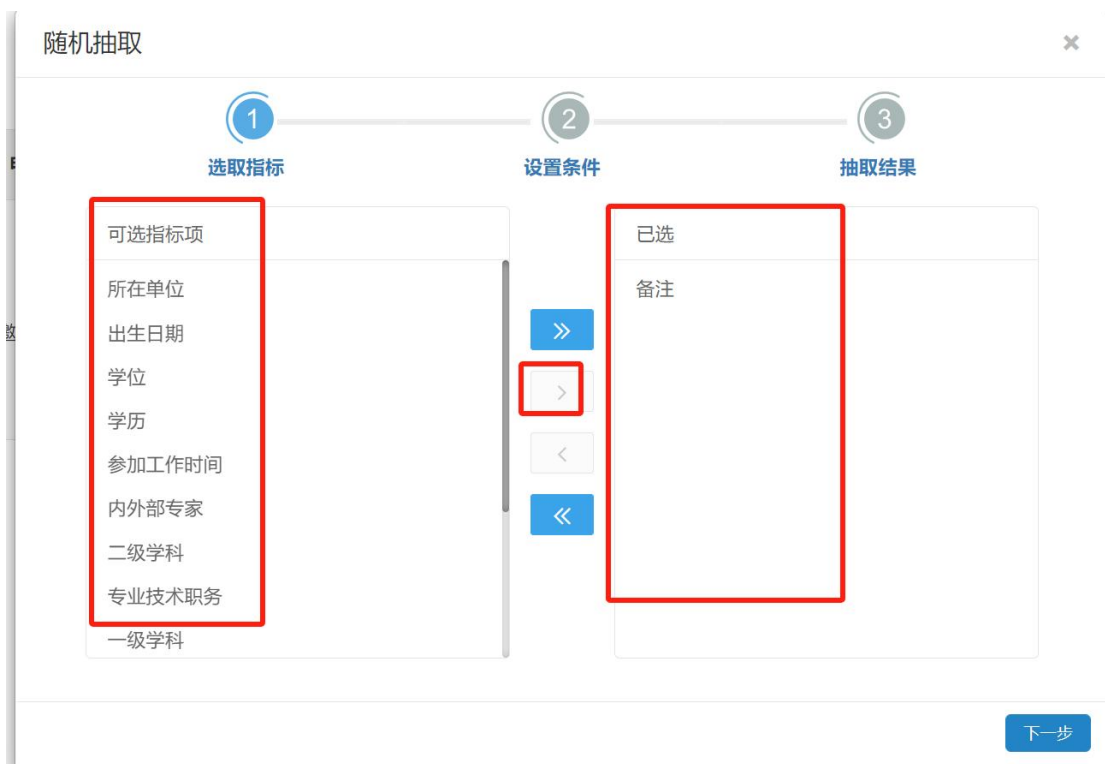 随机抽取
1
2
3
选取指标
设置条件
抽取结果
可选指标项
所在单位
出生日期
学位
学历
参加工作时间
内外部专家
二级学科
专业技术职务
一级学科
已选
备注
下一步